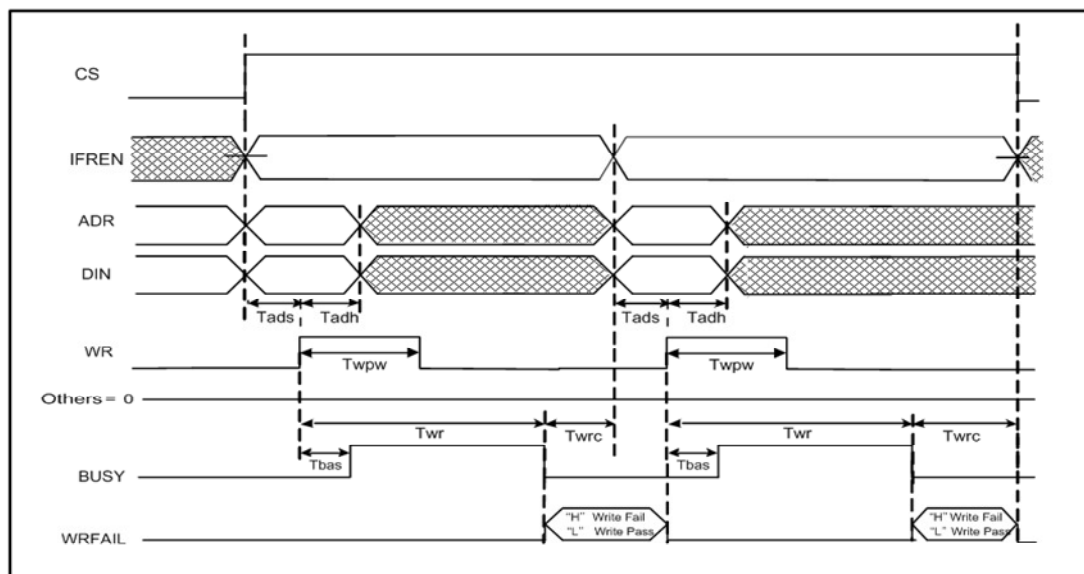 CS
IFREN
ADR
DIN
Tads Tadh Tads Tadh
WR
Twpw Twpw
Others = 0
Twr Twrc Twr Twrc
Tbas Tbas
BUSY
"H" Write Fail "H" Write Fail
"L" Write Pass "L" Write Pass
WRFAIL